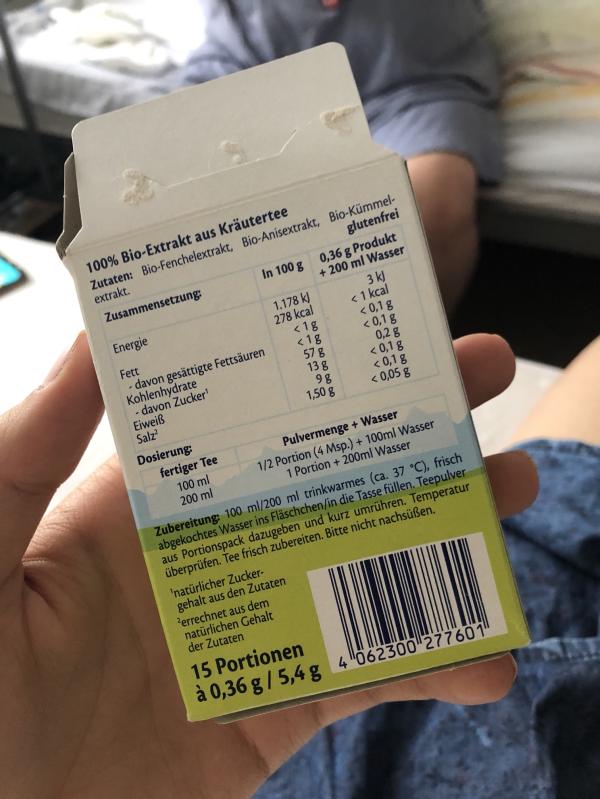 100% Bio-Extrakt aus Kräutertee
Zutaten: Bio-Fenchelextrakt, Bio-Anisextrakt, Bio-Kümmel-
extrakt. glutenfrei
Zusammensetzung: In 100 g 0,36 g Produkt
+ 200 ml Wasser
Energie 1.178 kJ 3 kJ
278 kcal < 1 kcal
Fett < 1 g < 0,1 g
- davon gesättigte Fettsäuren < 1 g < 0,1 g
Kohlenhydrate 57 g 0,2 g
- davon Zucker¹ 13 g < 0,1 g
Eiweiß 9 g < 0,1 g
Salz² 1,50 g < 0,05 g
Dosierung:
fertiger Tee Pulvermenge + Wasser
100 ml 1/2 Portion (4 Msp.) + 100ml Wasser
200 ml 1 Portion + 200ml Wasser
Zubereitung: 100 ml/200 ml trinkwarmes (ca. 37 °C), frisch
abgekochtes Wasser ins Fläschchen/in die Tasse füllen. Teepulver
aus Portionspack dazugeben und kurz umrühren. Temperatur
überprüfen. Tee frisch zubereiten. Bitte nicht nachsüßen.
¹natürlicher Zucker-
gehalt aus den Zutaten
²errechnet aus dem
natürlichen Gehalt
der Zutaten
15 Portionen
à 0,36 g / 5,4 g
4 062300 277601